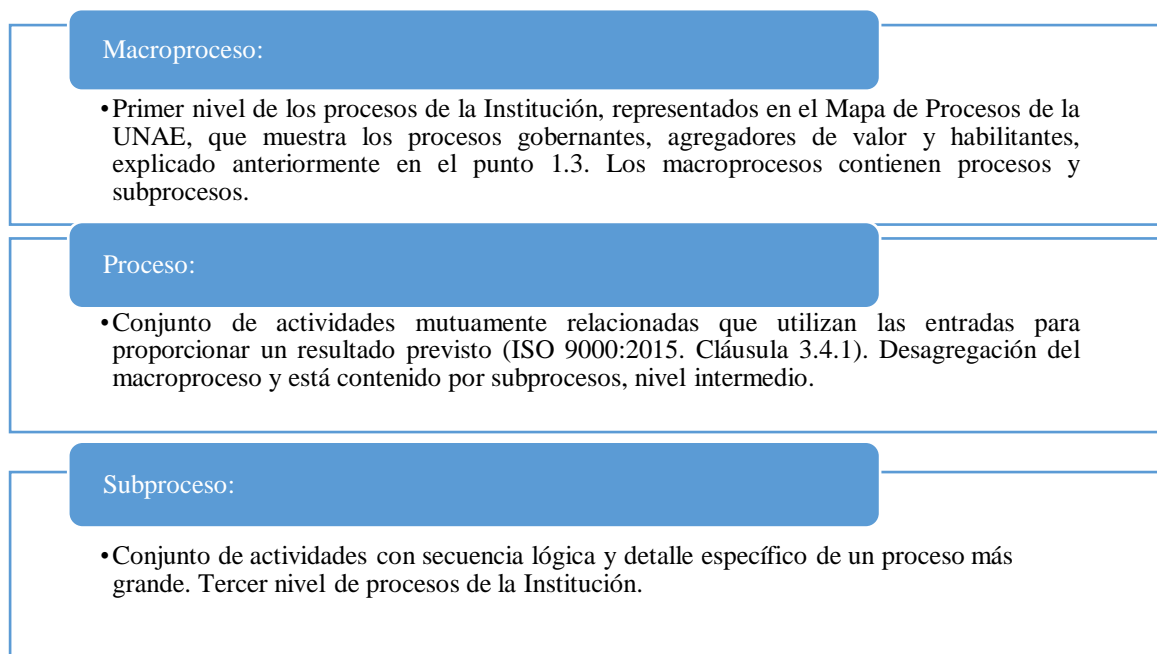 Macroproceso:
•Primer nivel de los procesos de la Institución, representados en el Mapa de Procesos de la
UNAE, que muestra los procesos gobernantes, agregadores de valor y habilitantes,
explicado anteriormente en el punto 1.3. Los macroprocesos contienen procesos y
subprocesos.
Proceso:
•Conjunto de actividades mutuamente relacionadas que utilizan las entradas para
proporcionar un resultado previsto (ISO 9000:2015. Cláusula 3.4.1). Desagregación del
macroproceso y está contenido por subprocesos, nivel intermedio.
Subproceso:
•Conjunto de actividades con secuencia lógica y detalle específico de un proceso más
grande. Tercer nivel de procesos de la Institución.